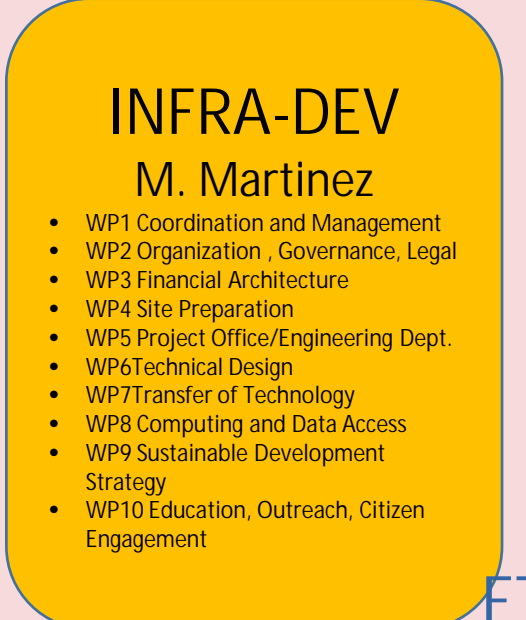 INFRA-DEV
M. Martinez
• WP1 Coordination and Management
• WP2 Organization , Governance, Legal
• WP3 Financial Architecture
• WP4 Site Preparation
• WP5 Project Office/Engineering Dept.
• WP6Technical Design
• WP7Transfer of Technology
• WP8 Computing and Data Access
• WP9 Sustainable Development
Strategy
• WP10 Education, Outreach, Citizen
Engagement